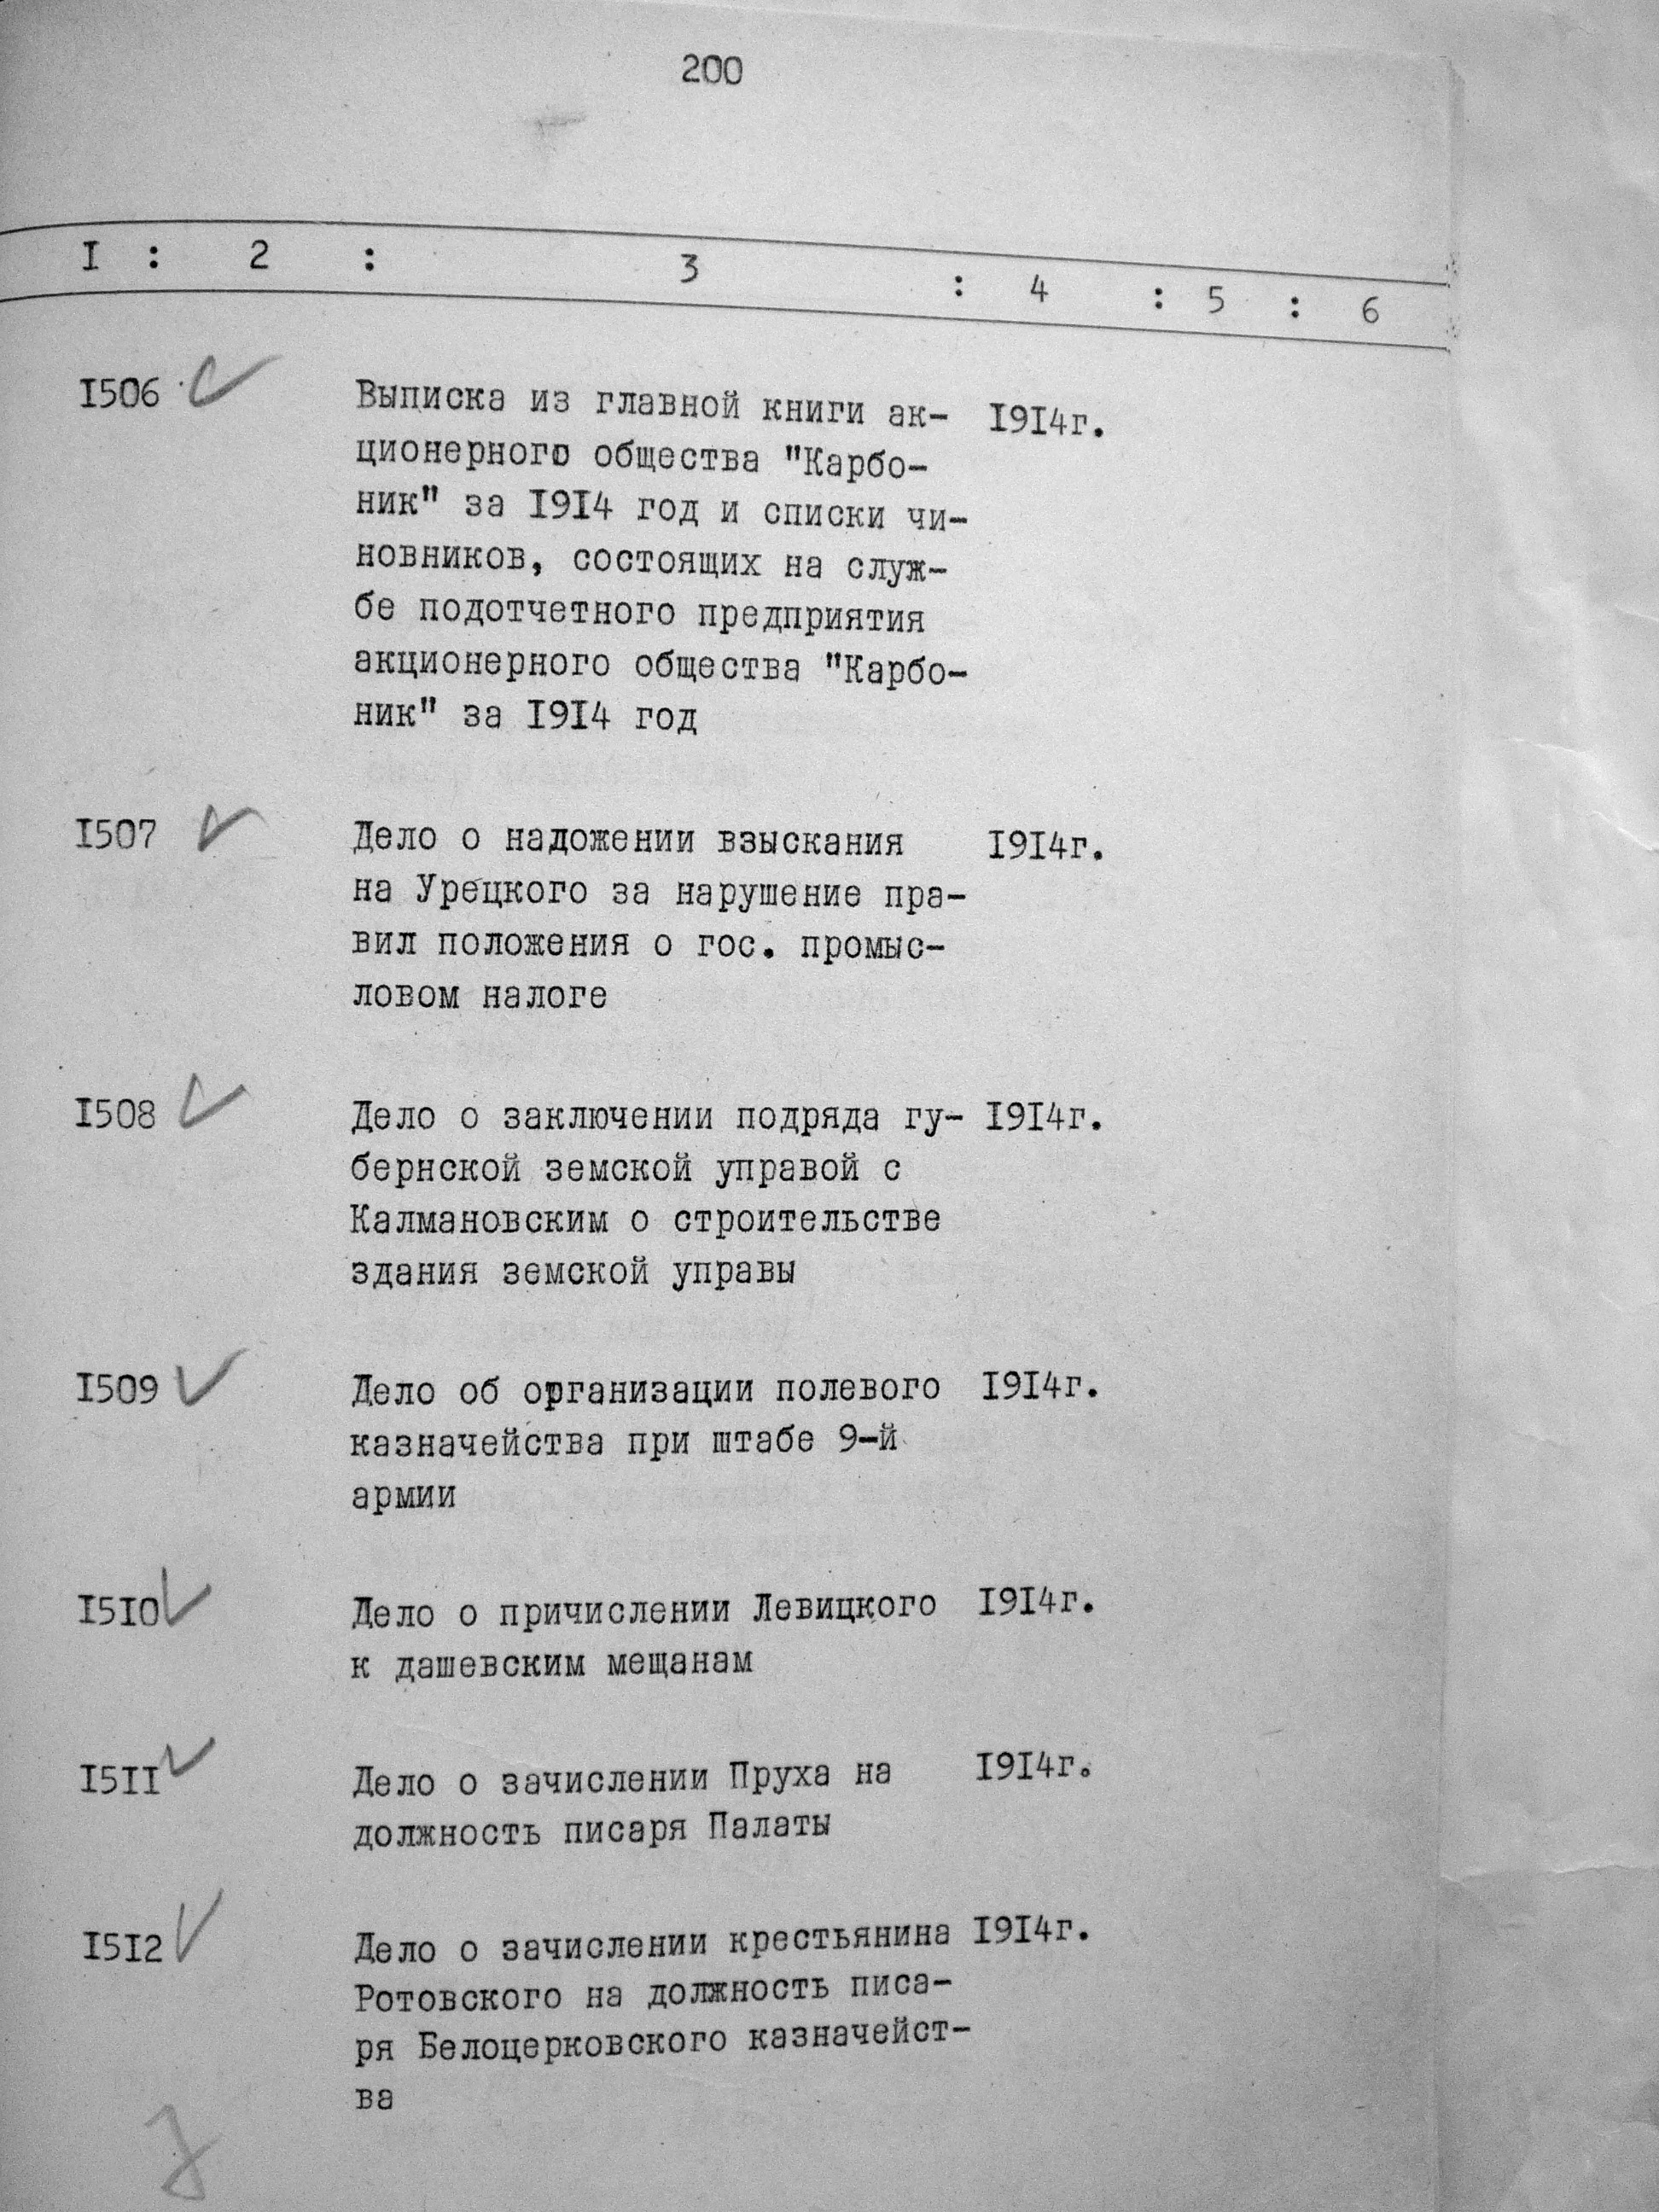 200
I : 2 : 3 : 4 : 5 : 6
I506 Выписка из главной книги ак- I9I4г.
ционерного общества "Карбо-
ник" за I9I4 год и списки чи-
новников, состоящих на служ-
бе подотчетного предприятия
акционерного общества "Карбо-
ник" за I9I4 год
I507 Дело о надожении взыскания I9I4г.
на Урецкого за нарушение пра-
вил положения о гос. промыс-
ловом налоге
I508 Дело о заключении подряда гу- I9I4г.
бернской земской управой с
Калмановским о строительстве
здания земской управы
I509 Дело об организации полевого I9I4г.
казначейства при штабе 9-й
армии
I5I0 Дело о причислении Левицкого I9I4г.
к дашевским мещанам
I5II Дело о зачислении Пруха на I9I4г.
должность писаря Палаты
I5I2 Дело о зачислении крестьянина I9I4г.
Ротовского на должность писа-
ря Белоцерковского казначейст-
ва